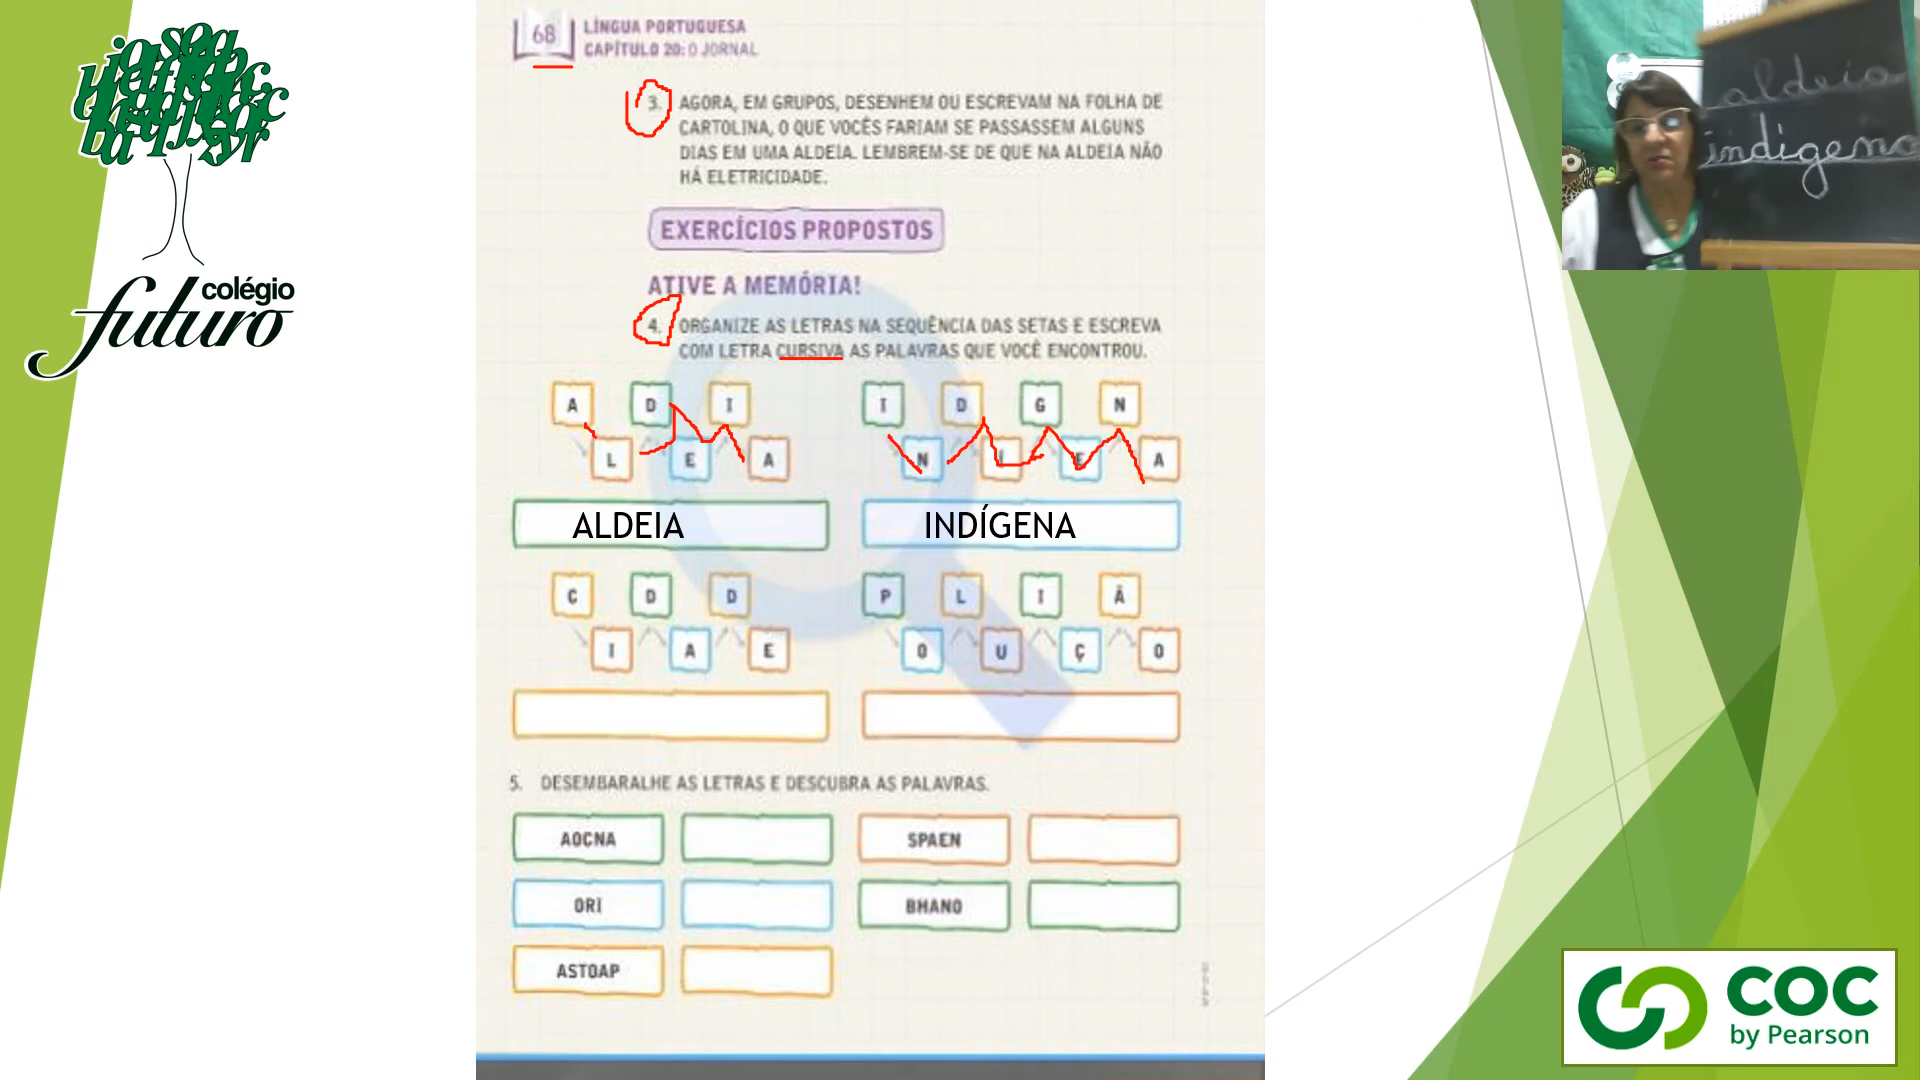 colégio
futuro
68
LÍNGUA PORTUGUESA
CAPÍTULO 20: O JORNAL
3. AGORA, EM GRUPOS, DESENHEM OU ESCREVAM NA FOLHA DE
CARTOLINA, O QUE VOCÊS FARIAM SE PASSASSEM ALGUNS
DIAS EM UMA ALDEIA. LEMBREM-SE DE QUE NA ALDEIA NÃO
HÁ ELETRICIDADE.
EXERCÍCIOS PROPOSTOS
ATIVE A MEMÓRIA!
4. ORGANIZE AS LETRAS NA SEQUÊNCIA DAS SETAS E ESCREVA
COM LETRA CURSIVA AS PALAVRAS QUE VOCÊ ENCONTROU.
A D I
L E A
I D G N
N I E A
ALDEIA
INDÍGENA
C D D
I A E
P L I Ã
O U Ç O
5. DESEMBARALHE AS LETRAS E DESCUBRA AS PALAVRAS.
AOCNA
SPAEN
ORI
BHANO
ASTOAP
aldeia
indígena
COC
by Pearson